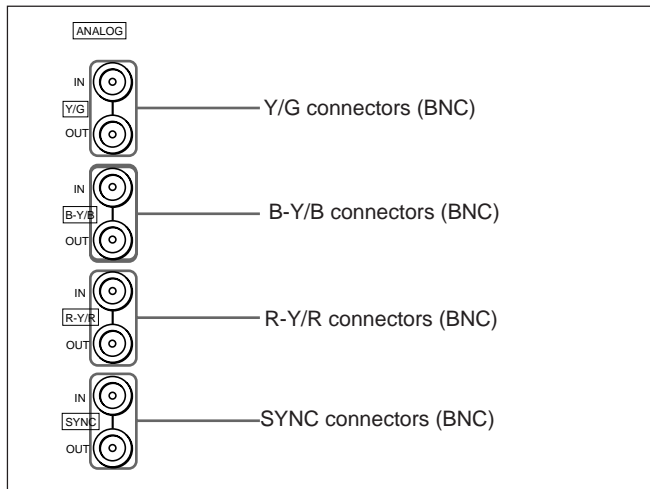 ANALOG
IN
Y/G
OUT
Y/G connectors (BNC)
IN
B-Y/B
OUT
B-Y/B connectors (BNC)
IN
R-Y/R
OUT
R-Y/R connectors (BNC)
IN
SYNC
OUT
SYNC connectors (BNC)